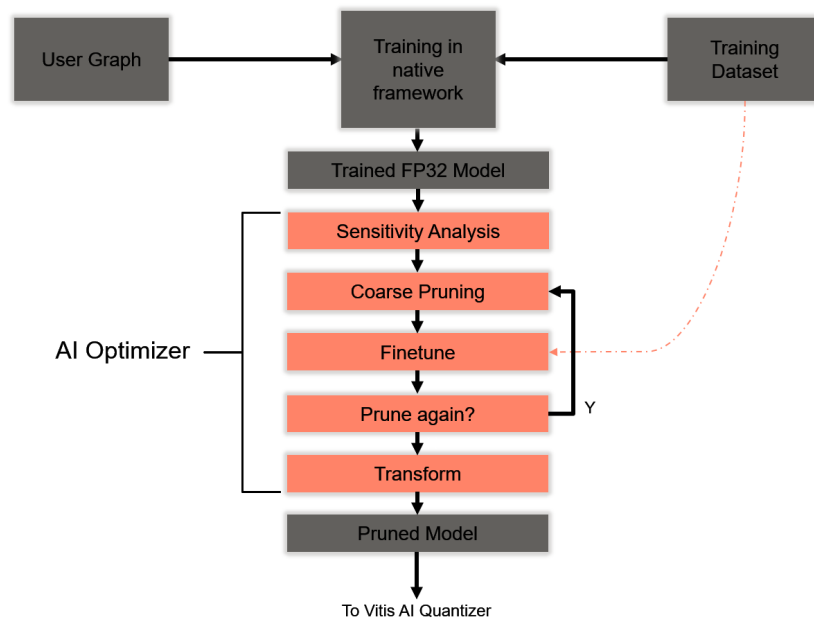 User Graph
Training in
native
framework
Training
Dataset
Trained FP32 Model
Sensitivity Analysis
Coarse Pruning
AI Optimizer
Finetune
Prune again?
Y
Transform
Pruned Model
To Vitis AI Quantizer